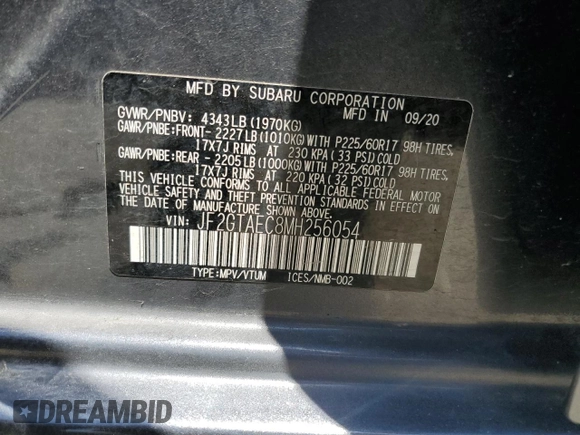 MFD BY SUBARU CORPORATION
GVWR/PNBV: 4343LB (1970KG) MFD IN 09/20
GAWR/PNBE:FRONT- 2227LB(1010KG)WITH P225/60R17 98H TIRES,
17X7J RIMS AT 230 KPA(33 PSI)COLD
GAWR/PNBE:REAR - 2205LB(1000KG)WITH P225/60R17 98H TIRES,
17X7J RIMS AT 220 KPA(32 PSI)COLD
THIS VEHICLE CONFORMS TO ALL APPLICABLE FEDERAL MOTOR
VEHICLE SAFETY AND THEFT PREVENTION STANDARDS IN EFFECT ON
THE DATE OF MANUFACTURE SHOWN ABOVE.
VIN: JF2GTAEC8MH256054
TYPE:MPV/VTUM ICES/NMB-002
DREAMBID